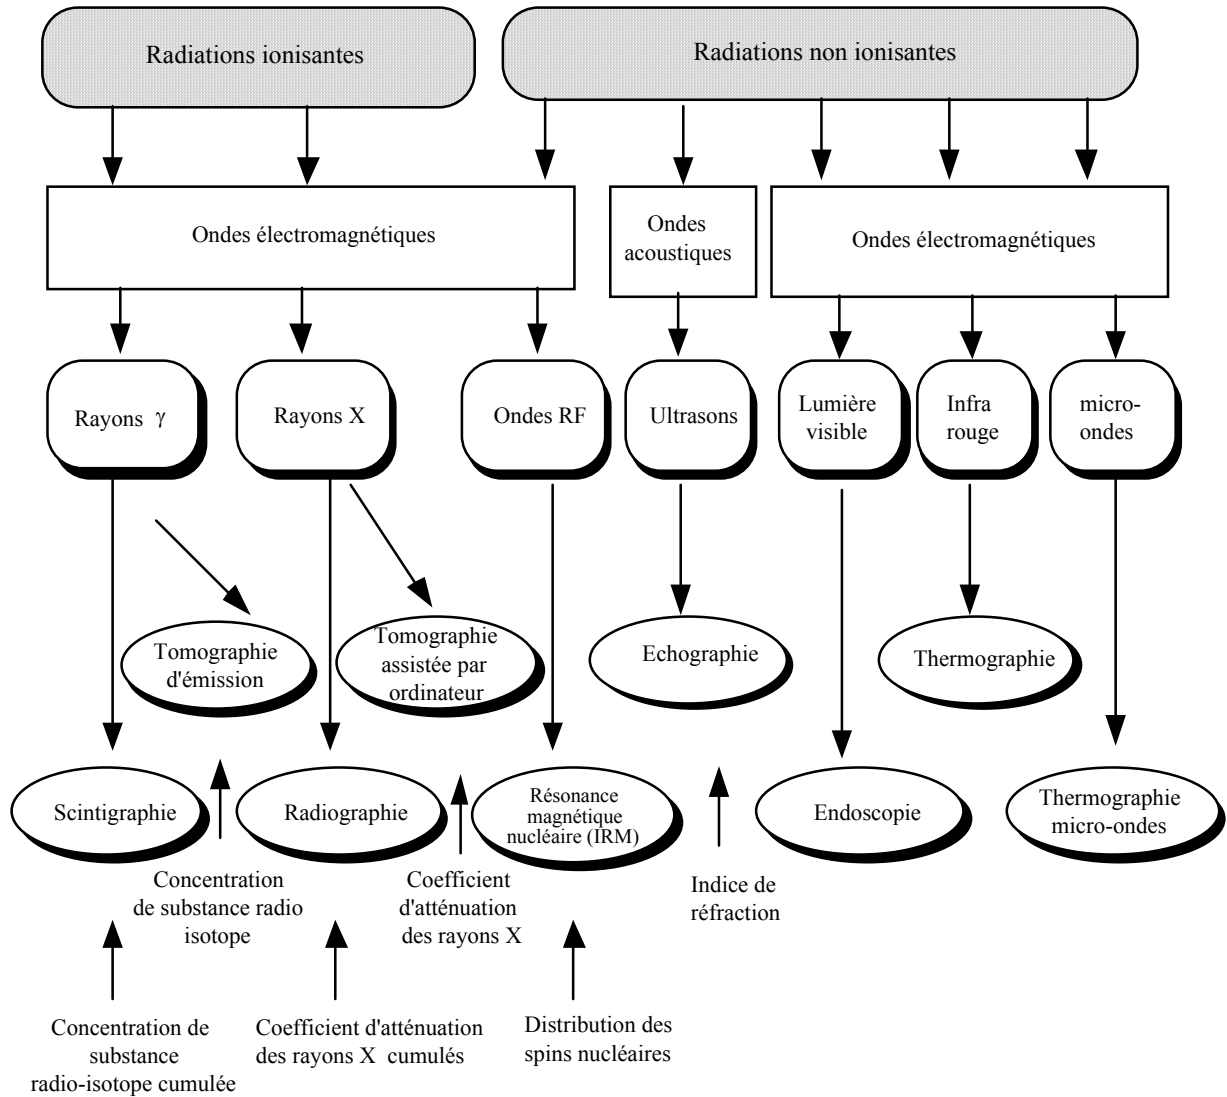 Radiations ionisantes
Radiations non ionisantes
Ondes électromagnétiques
Ondes
acoustiques
Ondes électromagnétiques
Rayons γ
Rayons X
Ondes RF
Ultrasons
Lumière
visible
Infra
rouge
micro-
ondes
Tomographie
d'émission
Tomographie
assistée par
ordinateur
Echographie
Thermographie
Scintigraphie
Radiographie
Résonance
magnétique
nucléaire (IRM)
Endoscopie
Thermographie
micro-ondes
Concentration
de substance radio
isotope
Coefficient
d'atténuation
des rayons X
Indice de
réfraction
Concentration de
substance
radio-isotope cumulée
Coefficient d'atténuation
des rayons X cumulés
Distribution des
spins nucléaires